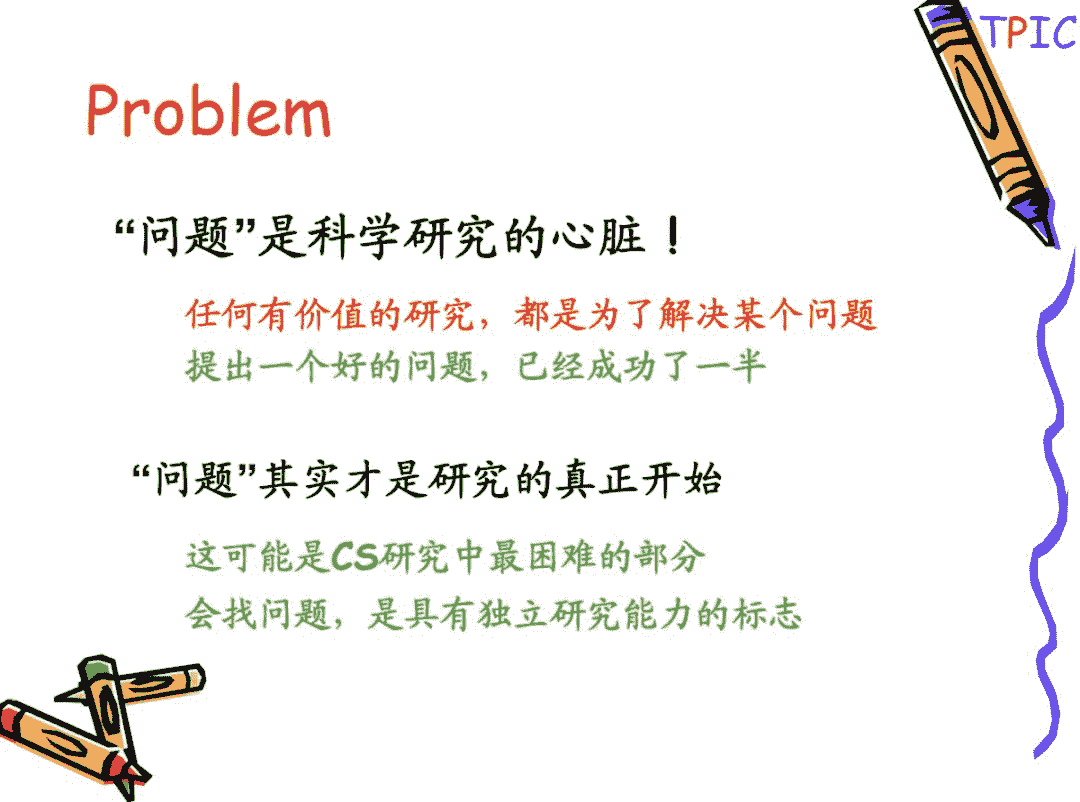 TPIC
Problem
“问题”是科学研究的心脏！
任何有价值的研究，都是为了解决某个问题
提出一个好的问题，已经成功了一半
“问题”其实才是研究的真正开始
这可能是CS研究中最困难的部分
会找问题，是具有独立研究能力的标志